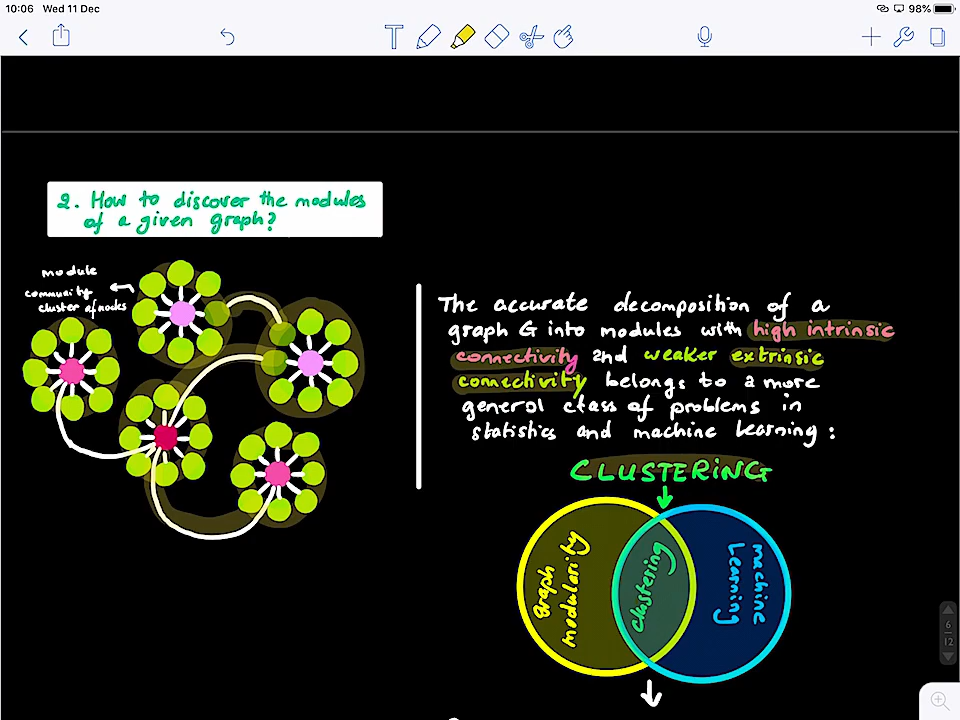 10:06 Wed 11 Dec
98%
2. How to discover the modules
of a given graph?
module
community
cluster of nodes
The accurate decomposition of a
graph G into modules with high intrinsic
connectivity and weaker extrinsic
connectivity belongs to a more
general class of problems in
statistics and machine learning :
CLUSTERING
graph
modularity
clustering
machine
Learning
6
12